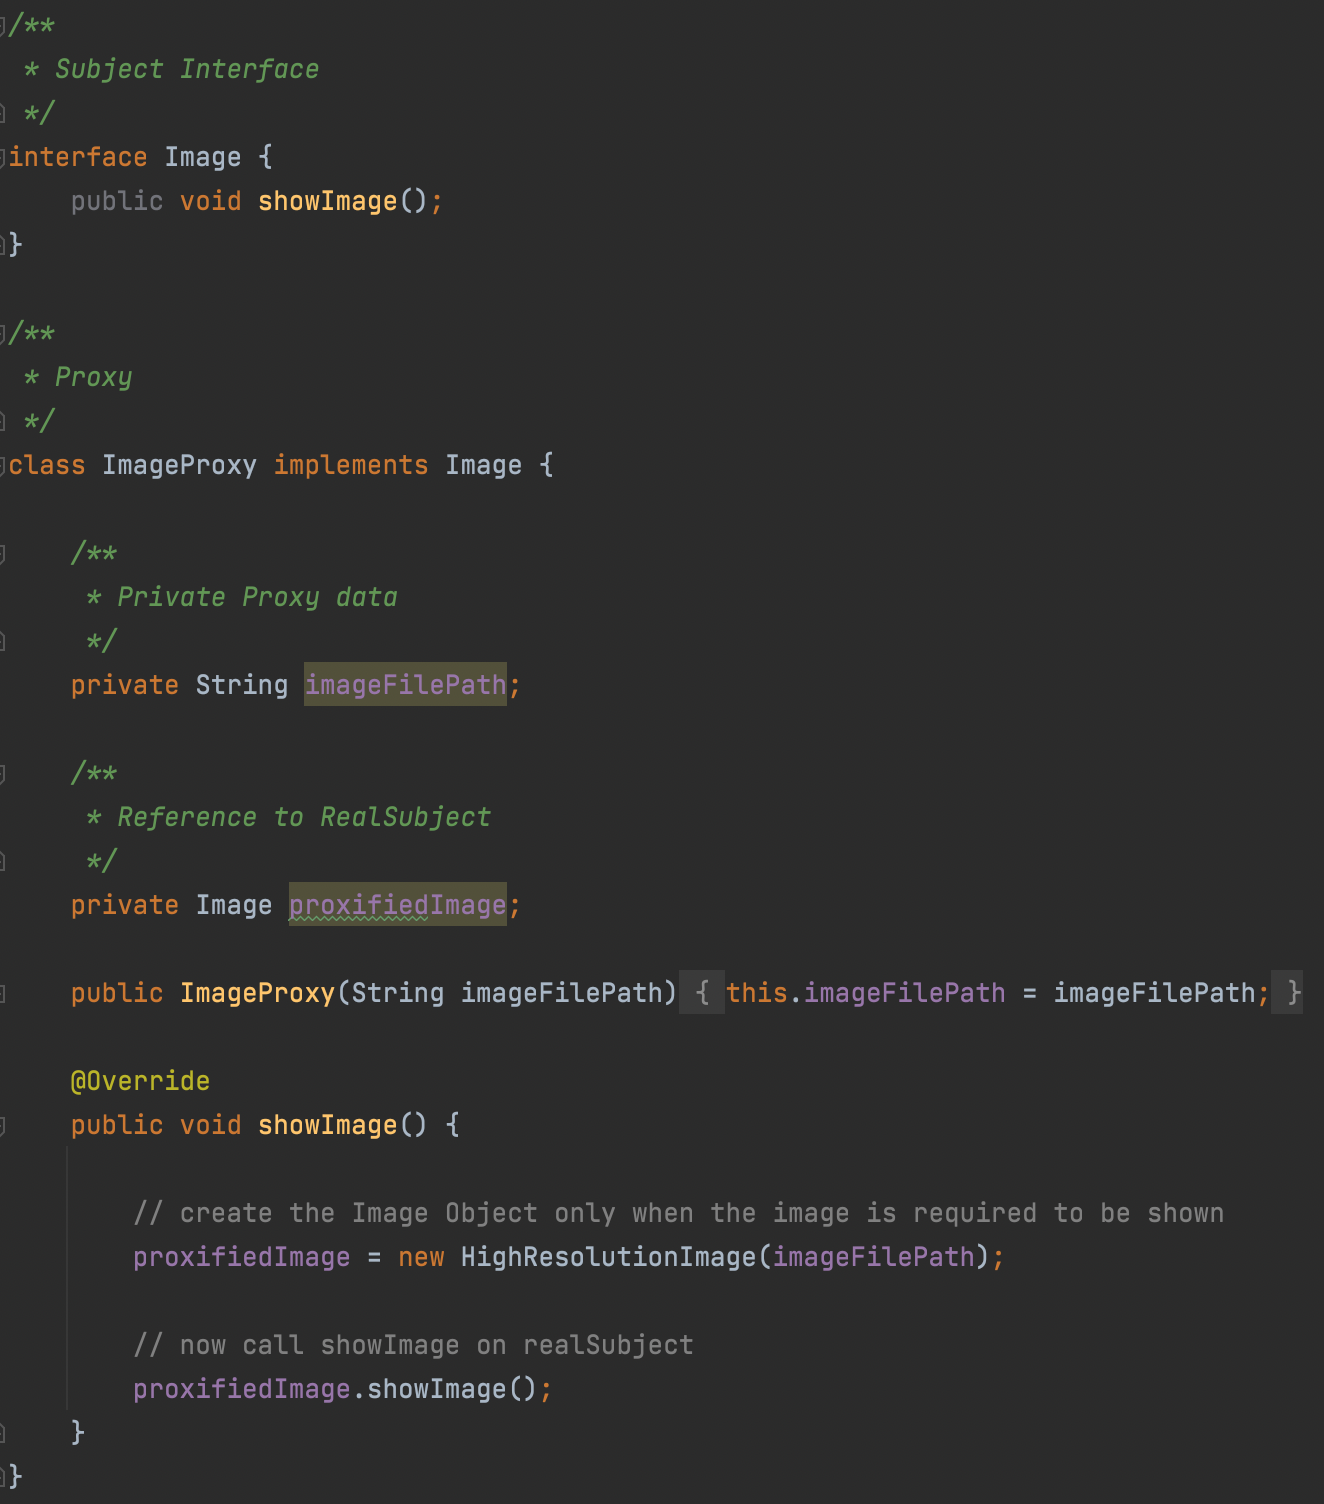 /**
 * Subject Interface
 */
interface Image {
    public void showImage();
}

/**
 * Proxy
 */
class ImageProxy implements Image {

    /**
     * Private Proxy data
     */
    private String imageFilePath;

    /**
     * Reference to RealSubject
     */
    private Image proxifiedImage;

    public ImageProxy(String imageFilePath) { this.imageFilePath = imageFilePath; }

    @Override
    public void showImage() {

        // create the Image Object only when the image is required to be shown
        proxifiedImage = new HighResolutionImage(imageFilePath);

        // now call showImage on realSubject
        proxifiedImage.showImage();
    }
}